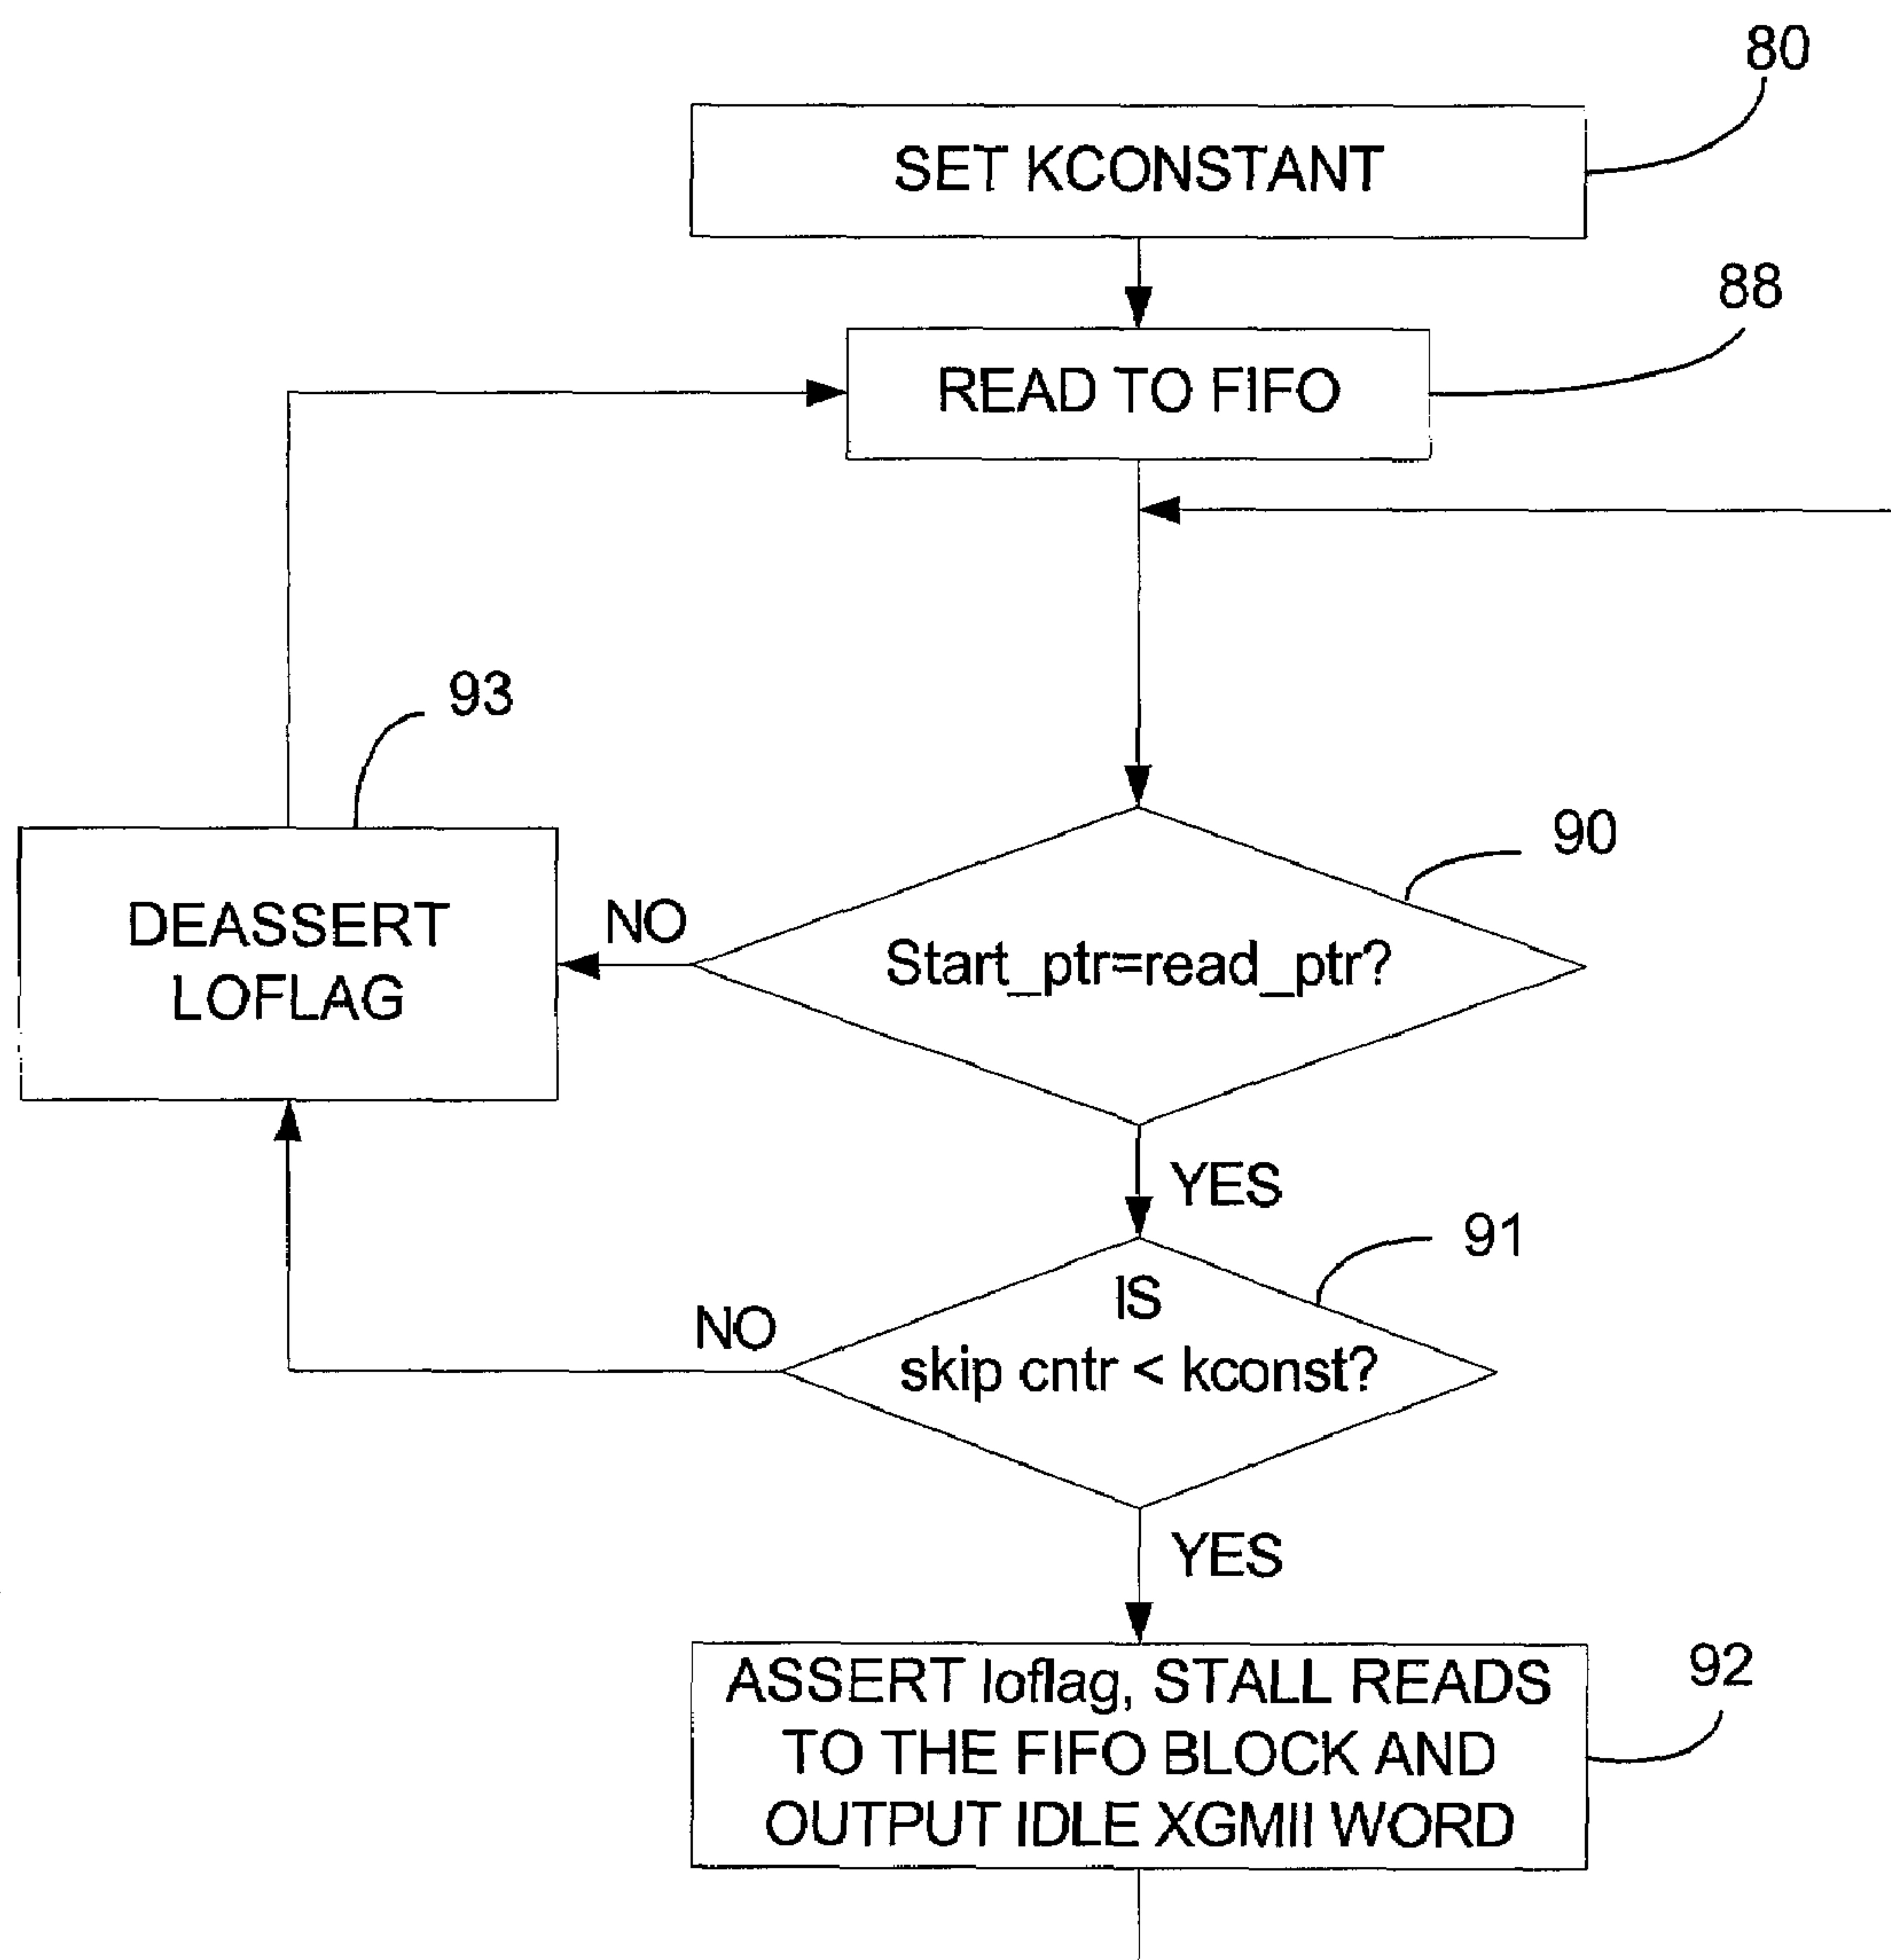 80
SET KCONSTANT
88
READ TO FIFO
93
90
DEASSERT
LOFLAG
NO
Start_ptr=read_ptr?
YES
91
IS
NO
skip cntr < kconst?
YES
92
ASSERT loflag, STALL READS
TO THE FIFO BLOCK AND
OUTPUT IDLE XGMII WORD